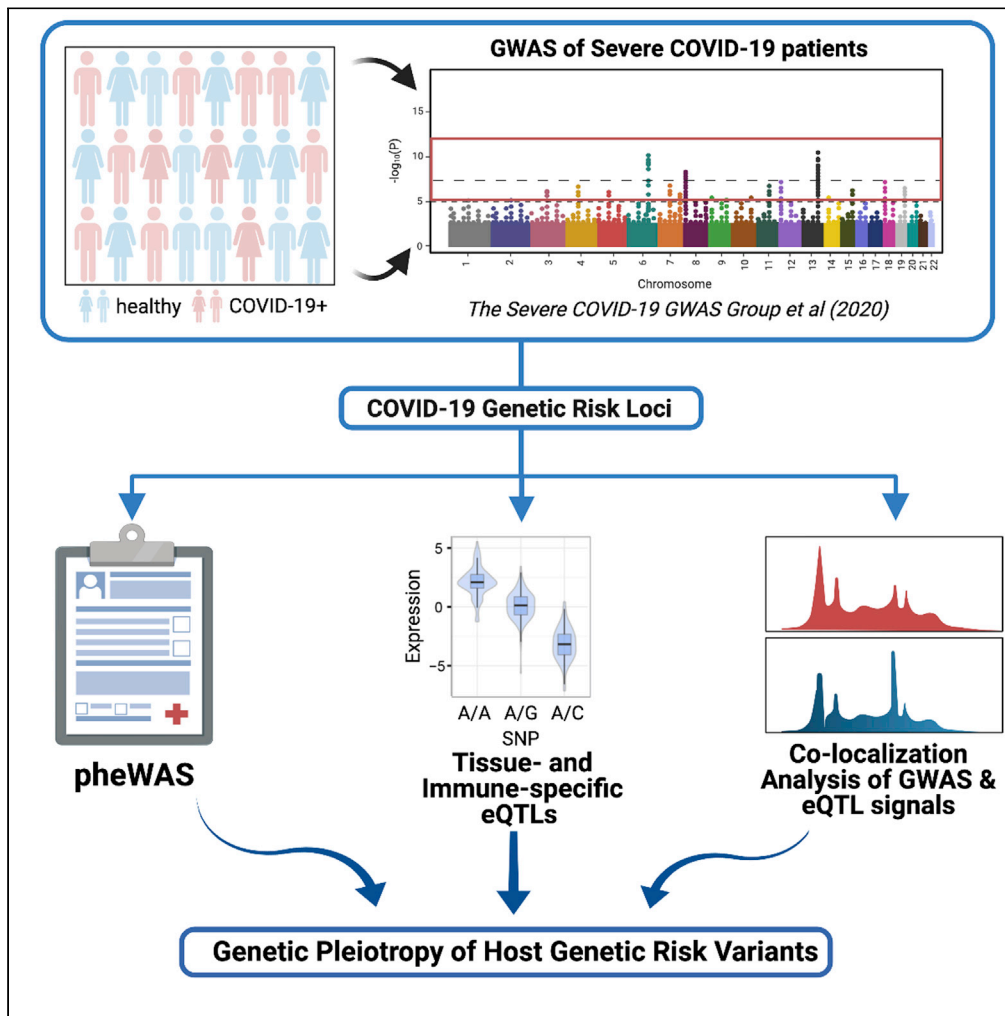 GWAS of Severe COVID-19 patients
-log10(P)
15
10
5
0
1 2 3 4 5 6 7 8 9 10 11 12 13 14 15 16 17 18 19 20 21 22
Chromosome
healthy COVID-19+
The Severe COVID-19 GWAS Group et al (2020)
COVID-19 Genetic Risk Loci
Expression
5
0
−5
A/A A/G A/C
SNP
pheWAS
Tissue- and
Immune-specific
eQTLs
Co-localization
Analysis of GWAS &
eQTL signals
Genetic Pleiotropy of Host Genetic Risk Variants